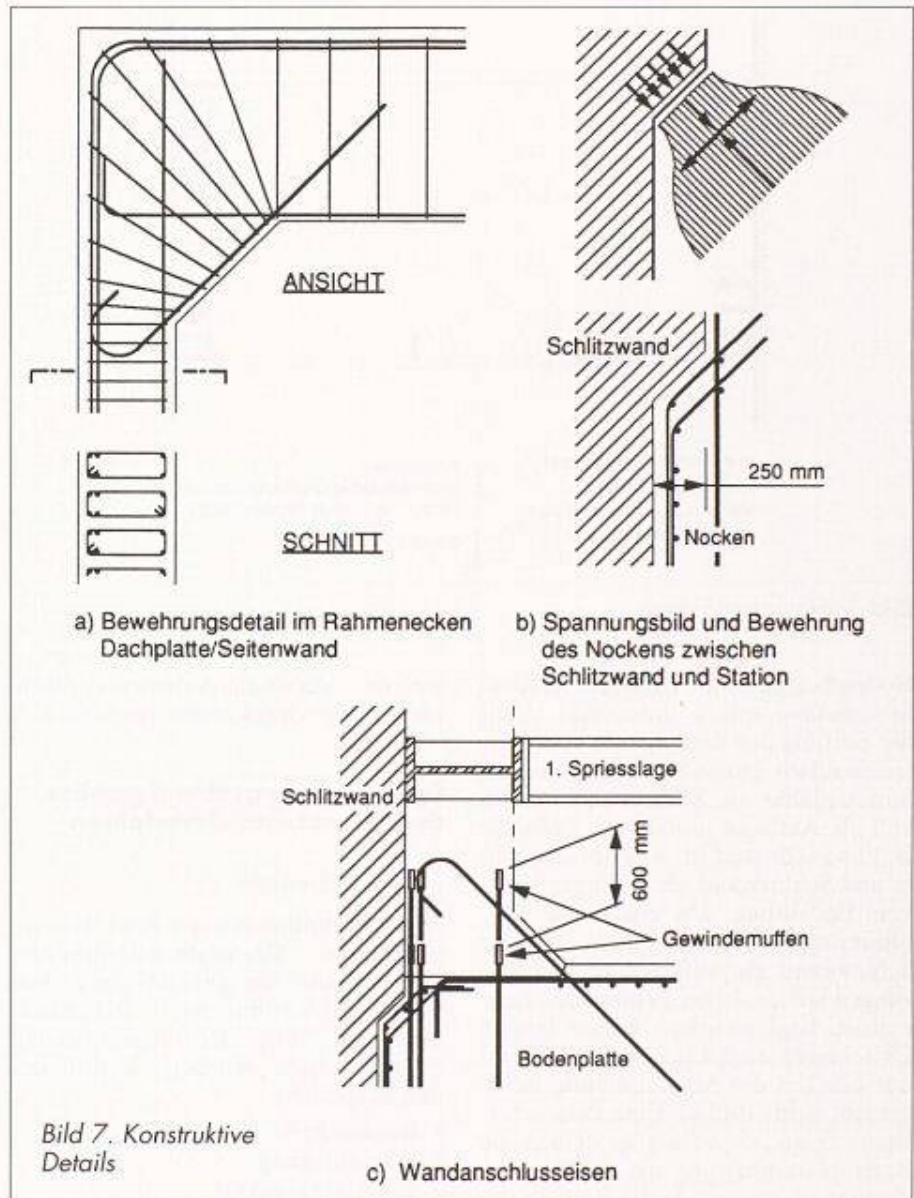 ANSICHT
SCHNITT
a) Bewehrungsdetail im Rahmenecken
Dachplatte/Seitenwand
Schlitzwand
250 mm
Nocken
b) Spannungsbild und Bewehrung
des Nockens zwischen
Schlitzwand und Station
Schlitzwand
1. Spriesslage
600 mm
Gewindemuffen
Bodenplatte
Bild 7. Konstruktive
Details
c) Wandanschlusseisen